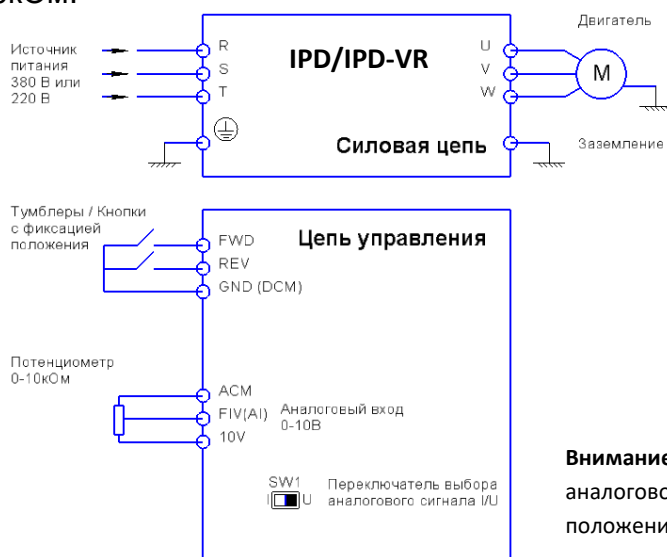 кОм.
Двигатель
Источник
питания
380 В или
220 В
R
S
T
IPD/IPD-VR
U
V
W
M
Силовая цепь
Заземление
Тумблеры / Кнопки
с фиксацией
положения
FWD
REV
GND (DCM)
Цепь управления
Потенциометр
0-10кОм
ACM
FIV(AI)
10V
Аналоговый вход
0-10В
SW1
I U
Переключатель выбора
аналогового сигнала I/U
Внимание
аналогово
положени